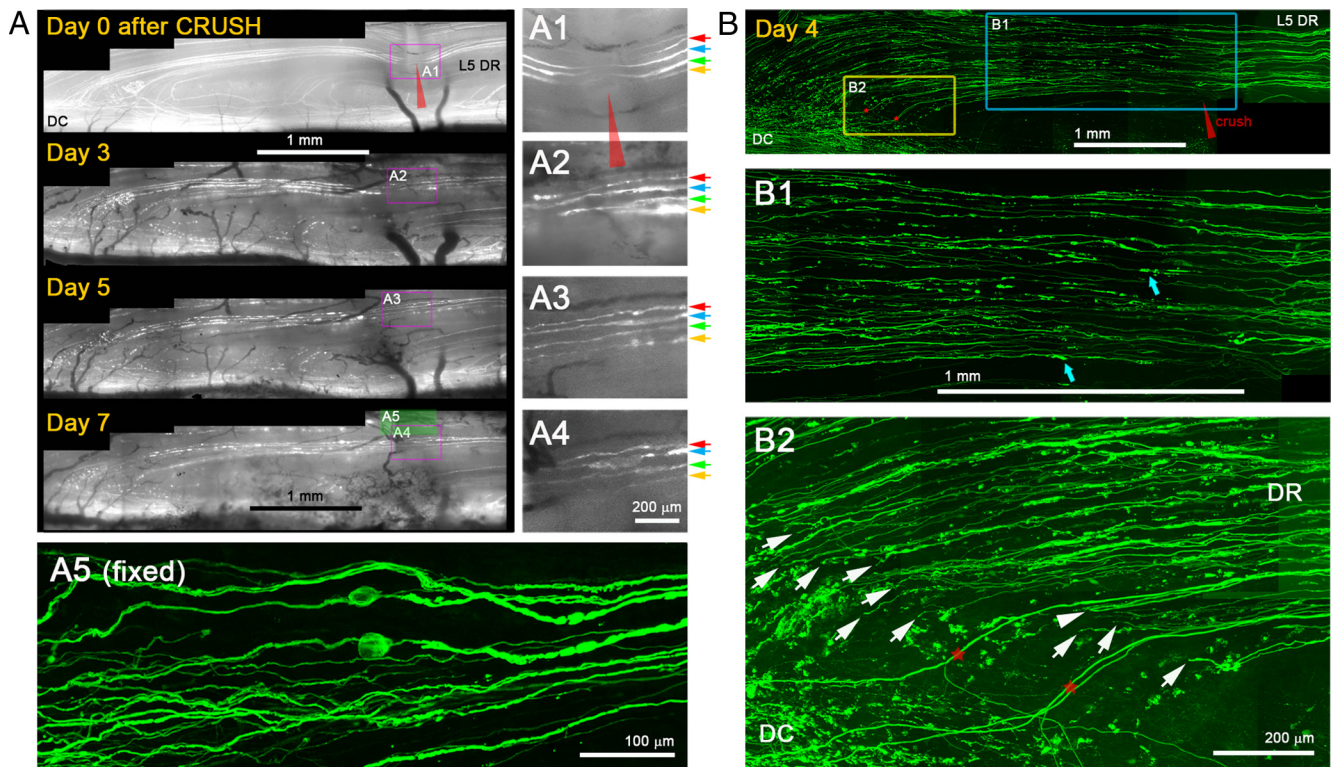 A
Day 0 after CRUSH
A1
L5 DR
DC
1 mm
Day 3
A2
Day 5
A3
Day 7
A5
A4
1 mm
A1
A2
A3
A4
200 µm
A5 (fixed)
100 µm
B
Day 4
B1
L5 DR
B2
DC
1 mm
crush
B1
1 mm
B2
DR
DC
200 µm